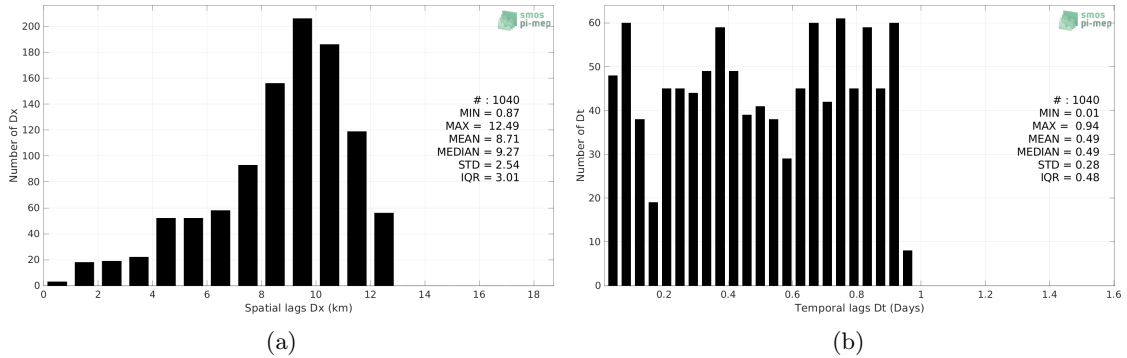 200
180
160
140
120
100
80
60
40
20
0
Number of Dx
smos
pi-mep
# : 1040
MIN = 0.87
MAX = 12.49
MEAN = 8.71
MEDIAN = 9.27
STD = 2.54
IQR = 3.01
0 2 4 6 8 10 12 14 16 18
Spatial lags Dx (km)
(a)
60
50
40
30
20
10
0
Number of Dt
smos
pi-mep
# : 1040
MIN = 0.01
MAX = 0.94
MEAN = 0.49
MEDIAN = 0.49
STD = 0.28
IQR = 0.48
0.2 0.4 0.6 0.8 1 1.2 1.4 1.6
Temporal lags Dt (Days)
(b)